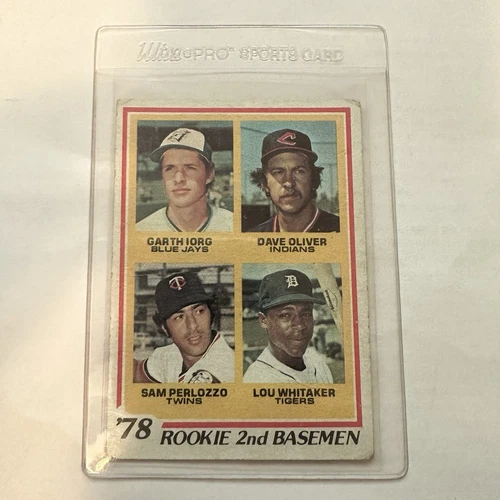 Ultra PRO SPORTS CARD
GARTH IORG
BLUE JAYS
DAVE OLIVER
INDIANS
SAM PERLOZZO
TWINS
LOU WHITAKER
TIGERS
'78 ROOKIE 2nd BASEMEN